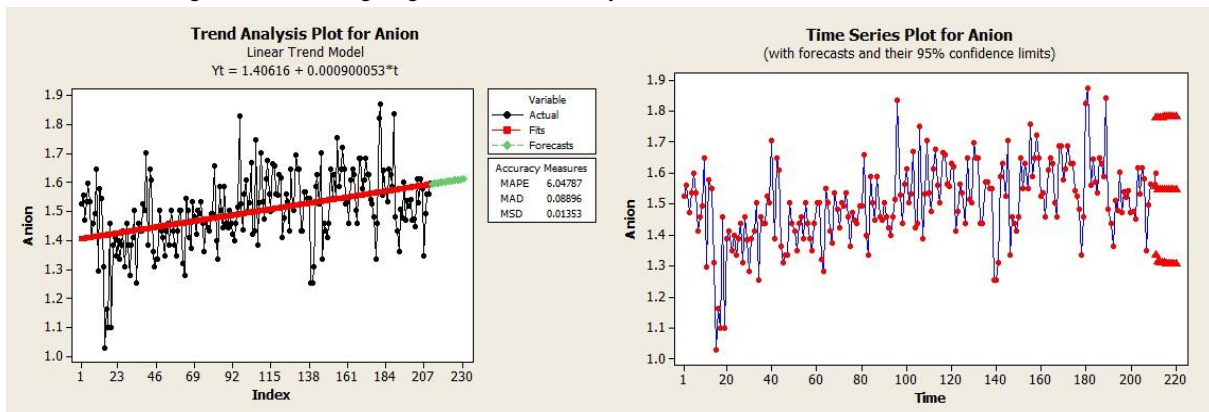 Trend Analysis Plot for Anion
Linear Trend Model
Yt = 1.40616 + 0.000900053*t
1.9
1.8
1.7
1.6
1.5
1.4
1.3
1.2
1.1
1.0
Anion
1 23 46 69 92 115 138 161 184 207 230
Index
Variable
Actual
Fits
Forecasts
Accuracy Measures
MAPE 6.04787
MAD 0.08896
MSD 0.01353
Time Series Plot for Anion
(with forecasts and their 95% confidence limits)
1.9
1.8
1.7
1.6
1.5
1.4
1.3
1.2
1.1
1.0
Anion
1 20 40 60 80 100 120 140 160 180 200 220
Time